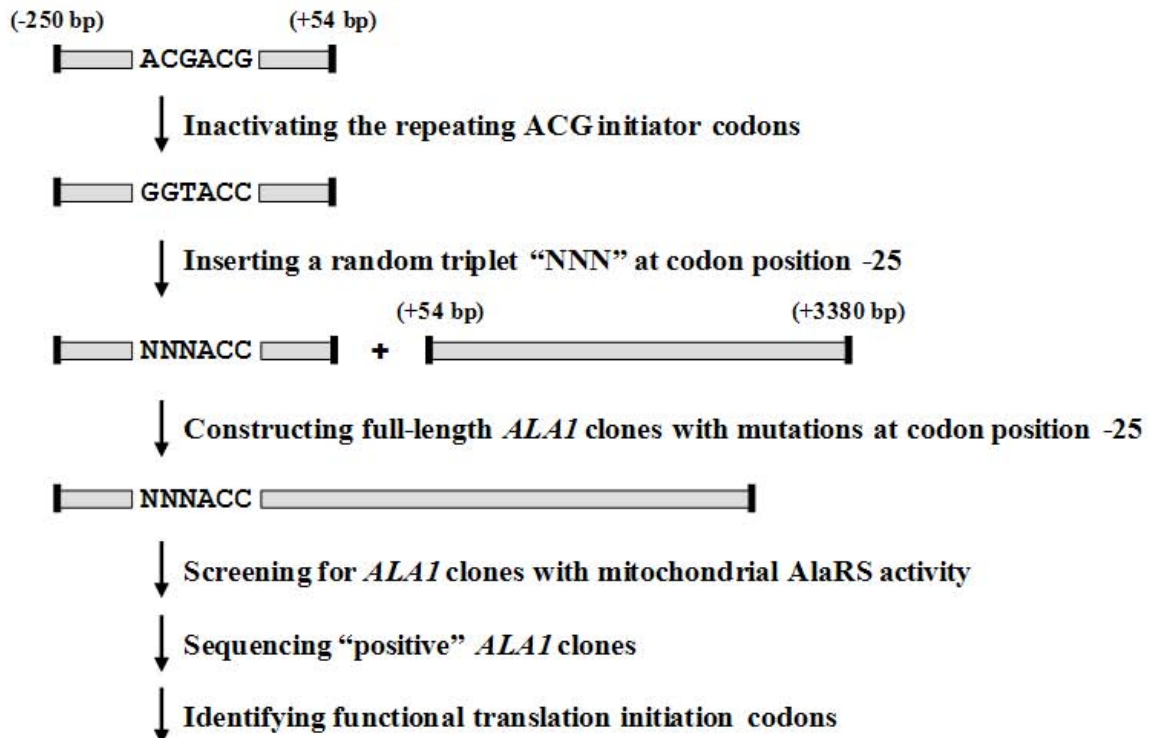 (-250 bp) (+54 bp)
ACGACG
Inactivating the repeating ACG initiator codons
GGTACC
Inserting a random triplet “NNN” at codon position -25
(+54 bp) (+3380 bp)
NNNACC +
Constructing full-length ALA1 clones with mutations at codon position -25
NNNACC
Screening for ALA1 clones with mitochondrial AlaRS activity
Sequencing “positive” ALA1 clones
Identifying functional translation initiation codons